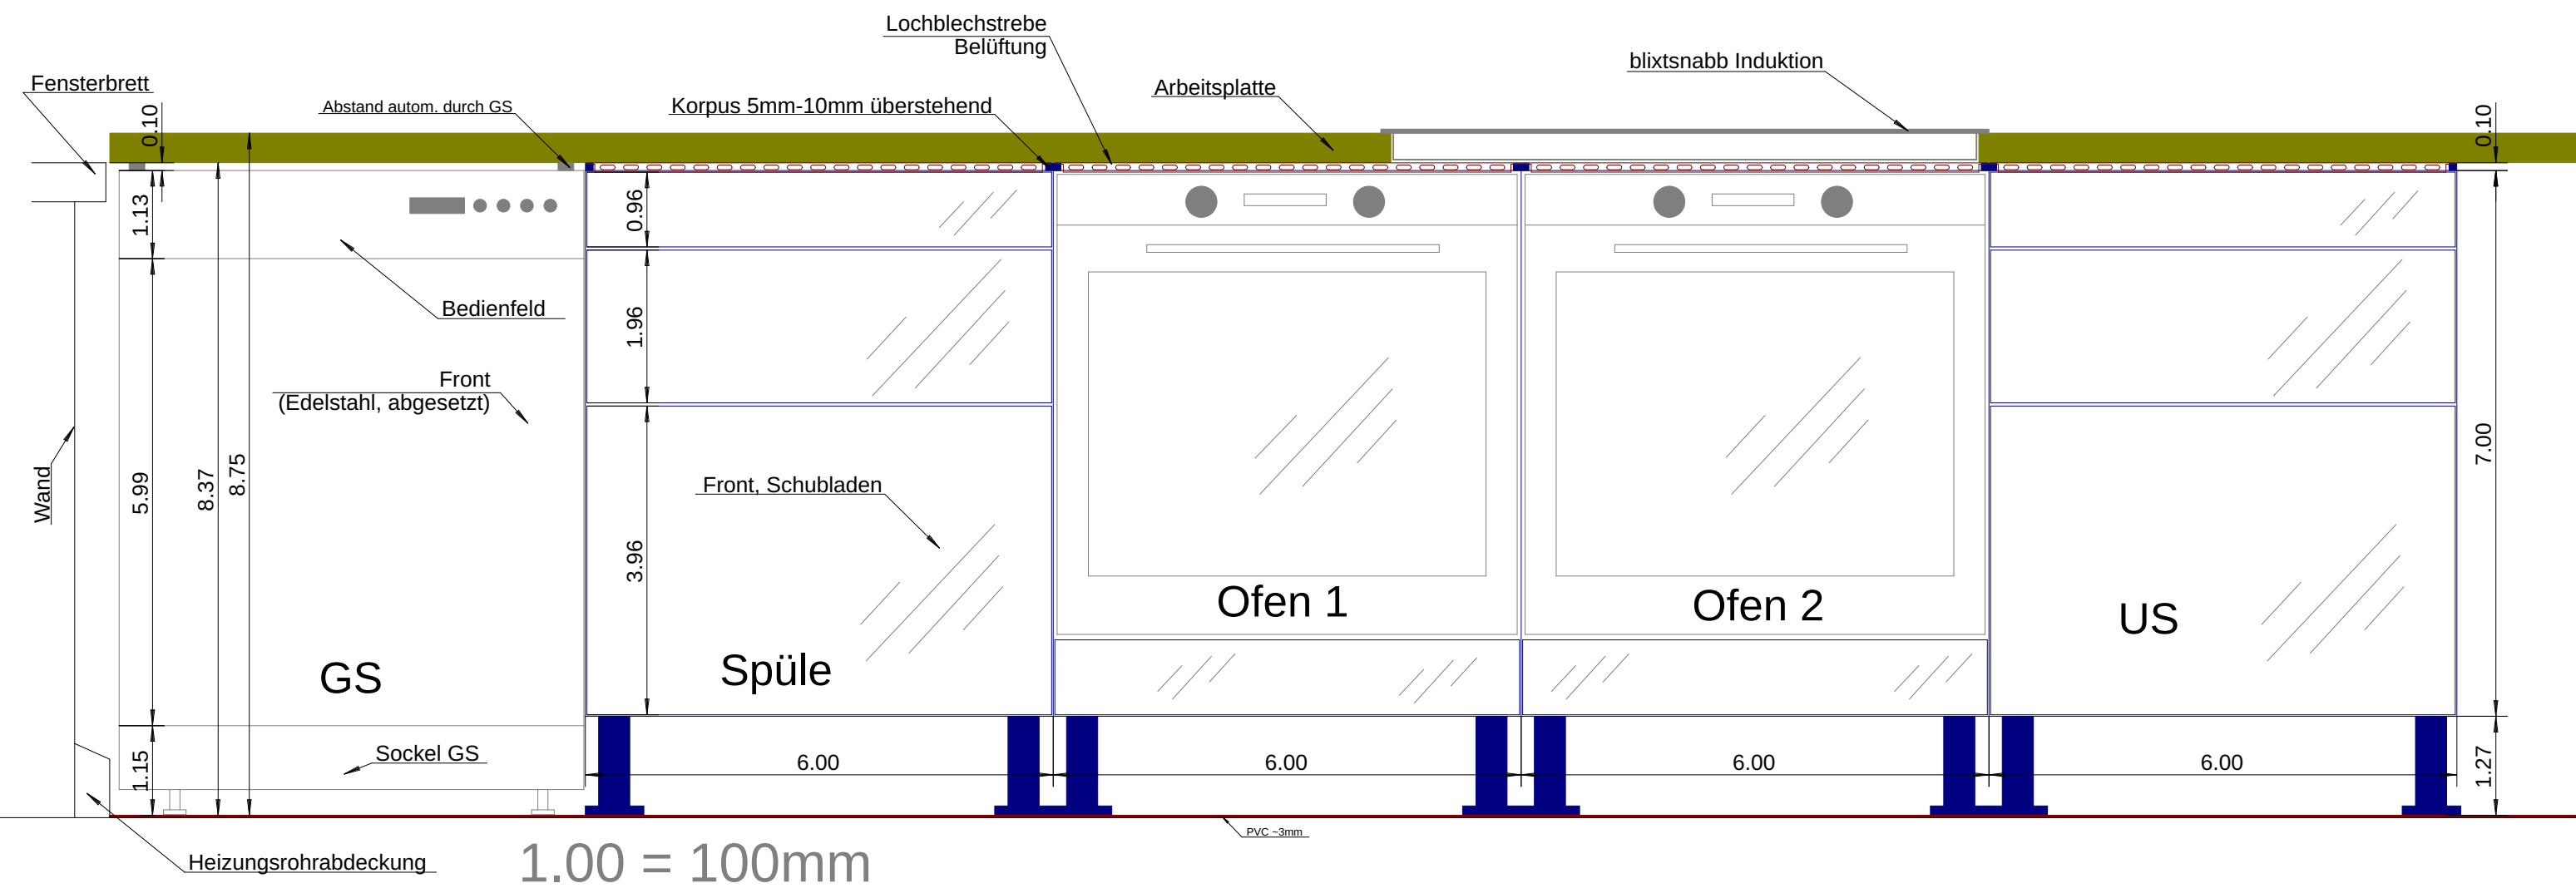 Lochblechstrebe
Belüftung
blixtsnabb Induktion
Fensterbrett
Arbeitsplatte
Abstand autom. durch GS
Korpus 5mm-10mm überstehend
0.10
0.10
1.13
0.96
Bedienfeld
1.96
Front
(Edelstahl, abgesetzt)
7.00
Wand
5.99
8.37
8.75
Front, Schubladen
3.96
Ofen 1
Ofen 2
US
GS
Spüle
Sockel GS
1.15
6.00
6.00
6.00
6.00
1.27
PVC ~3mm
Heizungsrohrabdeckung
1.00 = 100mm